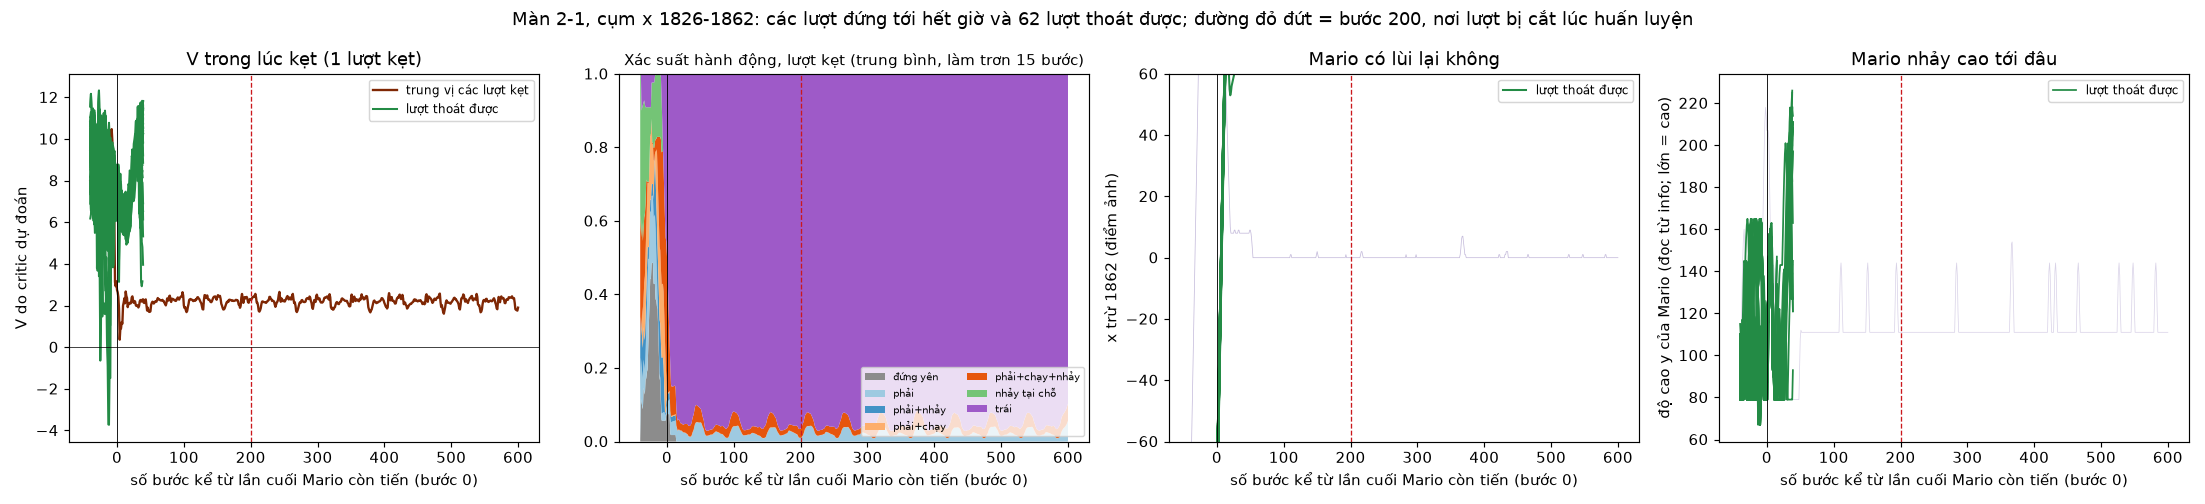 Màn 2-1, cụm x 1826-1862: các lượt đứng tới hết giờ và 62 lượt thoát được; đường đỏ đứt = bước 200, nơi lượt bị cắt lúc huấn luyện
V trong lúc kẹt (1 lượt kẹt)
V do critic dự đoán
12
10
8
6
4
2
0
−2
−4
trung vị các lượt kẹt
lượt thoát được
0 100 200 300 400 500 600
số bước kể từ lần cuối Mario còn tiến (bước 0)
Xác suất hành động, lượt kẹt (trung bình, làm trơn 15 bước)
1.0
0.8
0.6
0.4
0.2
0.0
đứng yên
phải
phải+nhảy
phải+chạy
phải+chạy+nhảy
nhảy tại chỗ
trái
0 100 200 300 400 500 600
số bước kể từ lần cuối Mario còn tiến (bước 0)
Mario có lùi lại không
x trừ 1862 (điểm ảnh)
60
40
20
0
−20
−40
−60
lượt thoát được
0 100 200 300 400 500 600
số bước kể từ lần cuối Mario còn tiến (bước 0)
Mario nhảy cao tới đâu
độ cao y của Mario (đọc từ info; lớn = cao)
220
200
180
160
140
120
100
80
60
lượt thoát được
0 100 200 300 400 500 600
số bước kể từ lần cuối Mario còn tiến (bước 0)